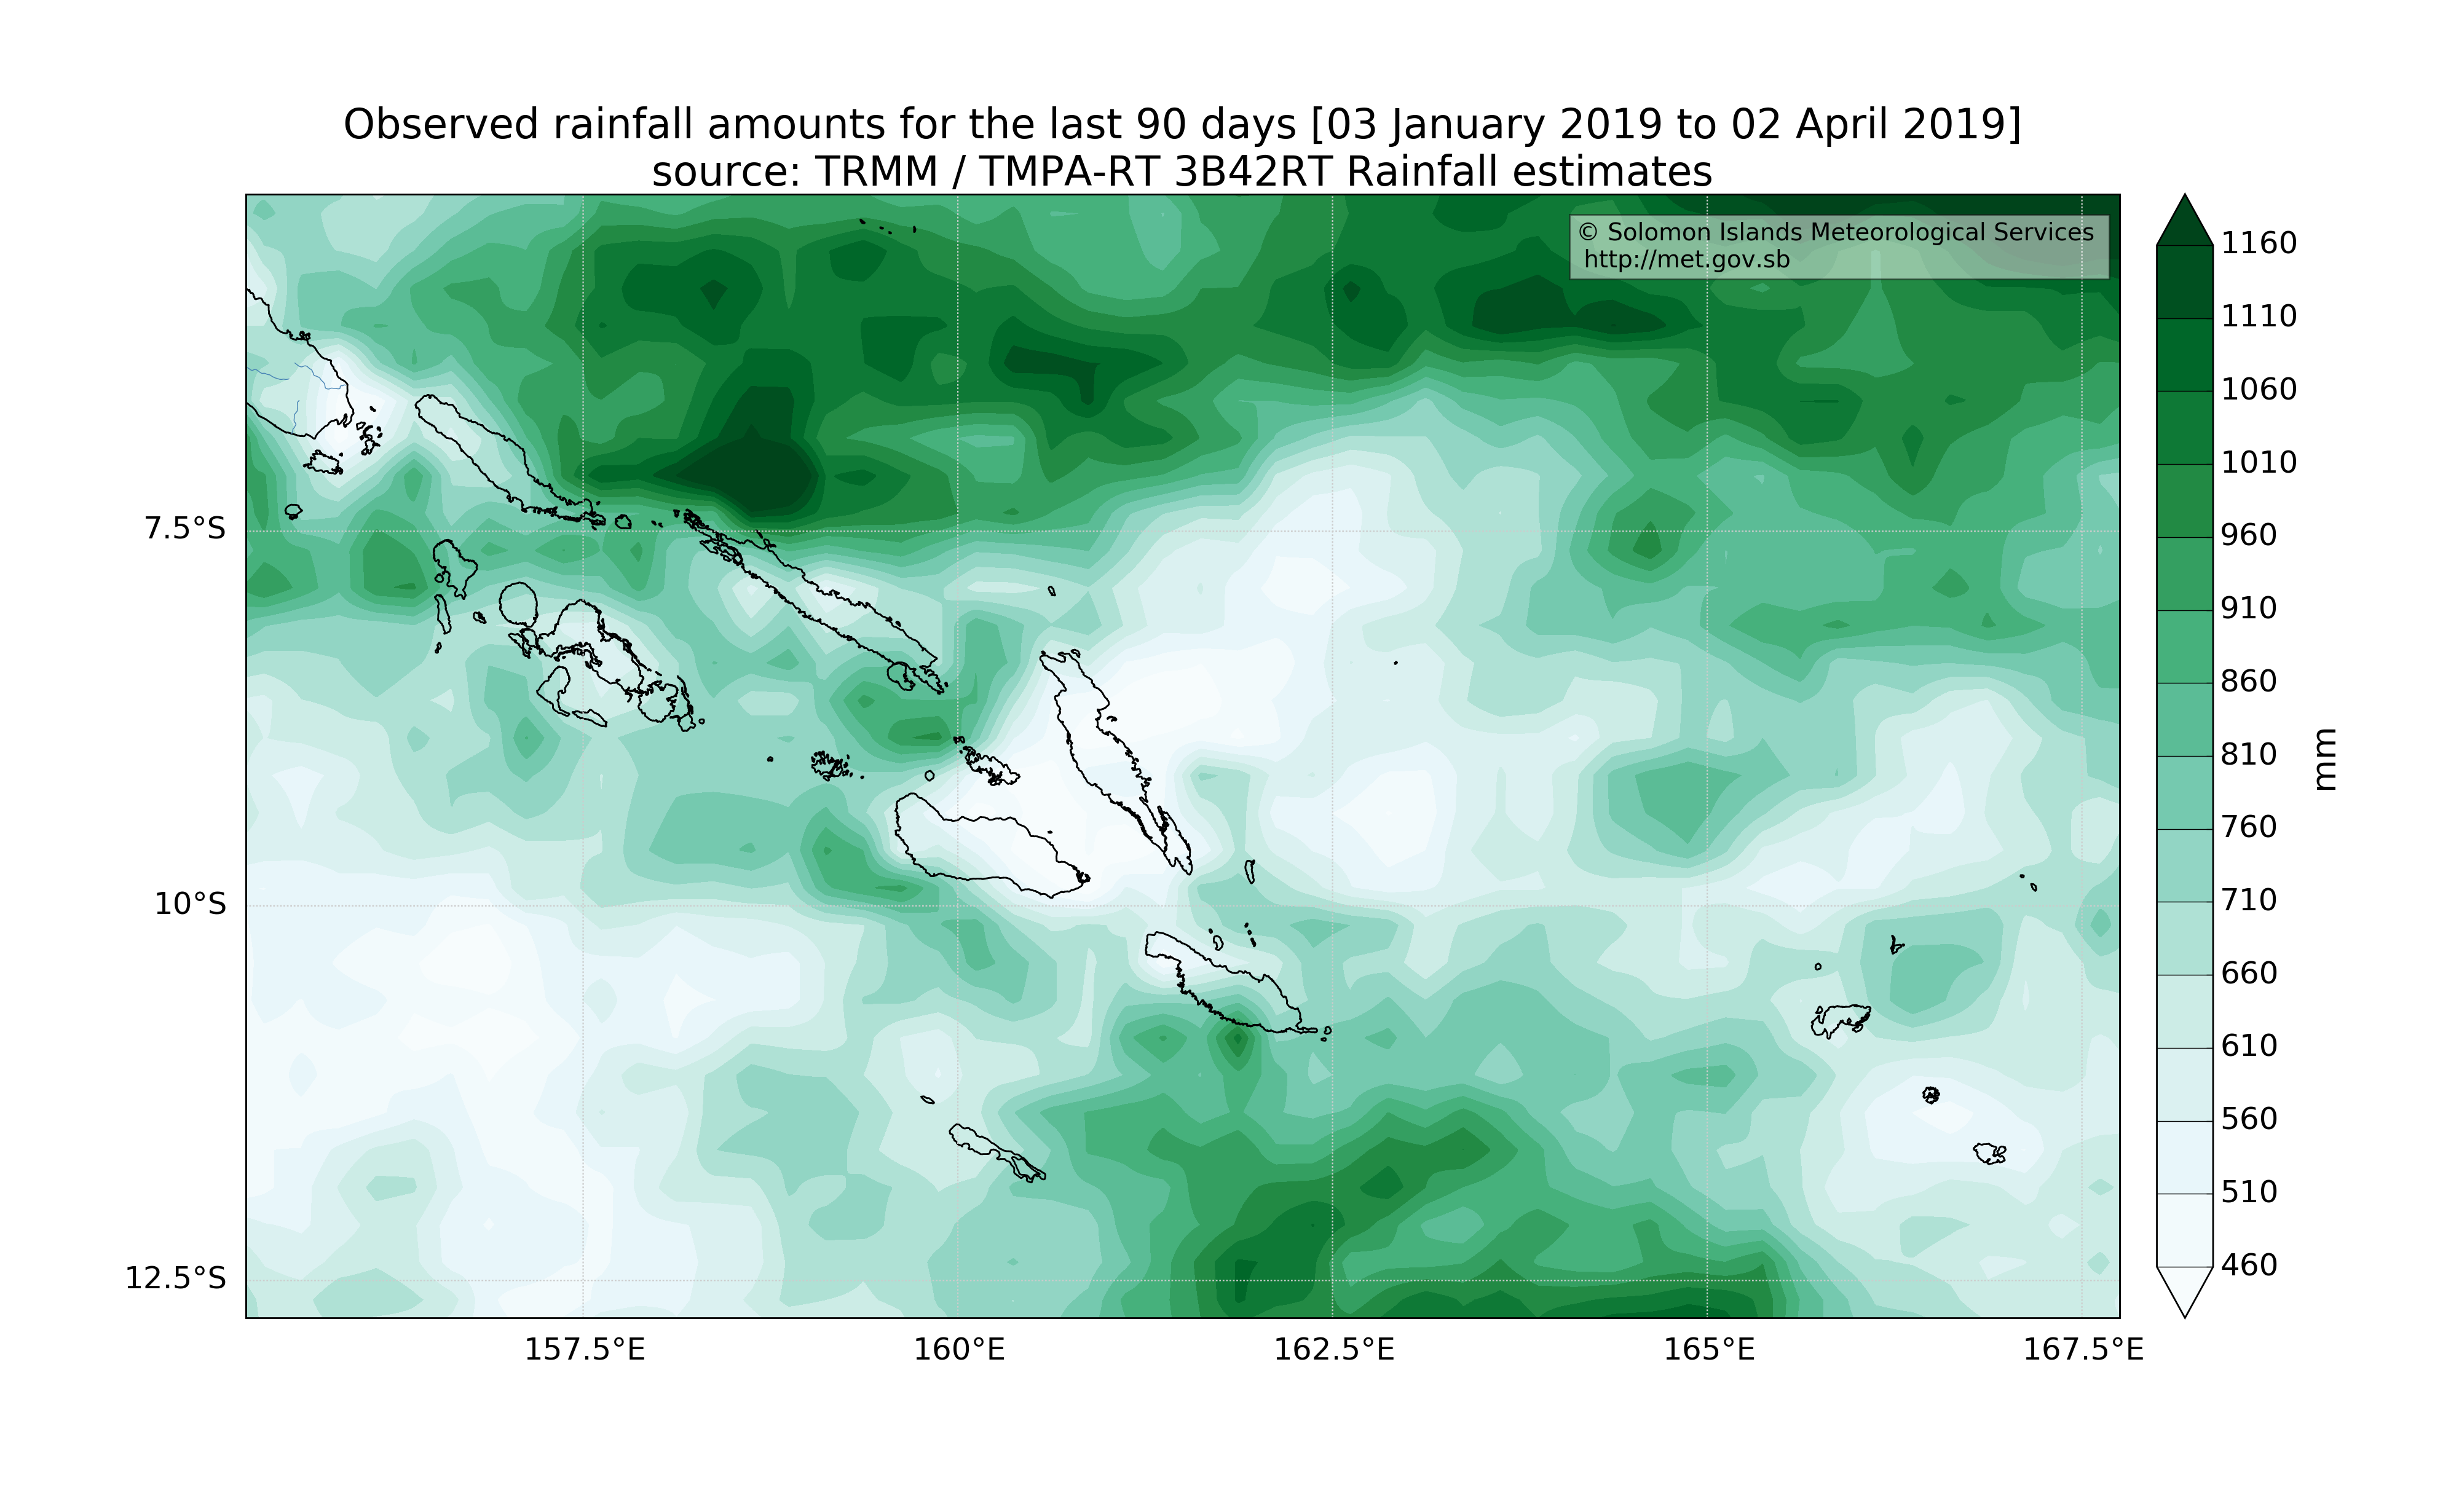 Observed rainfall amounts for the last 90 days [03 January 2019 to 02 April 2019]
source: TRMM / TMPA-RT 3B42RT Rainfall estimates
© Solomon Islands Meteorological Services
http://met.gov.sb
1160
1110
1060
1010
960
910
860
810
760
710
660
610
560
510
460
mm
7.5°S
10°S
12.5°S
157.5°E
160°E
162.5°E
165°E
167.5°E